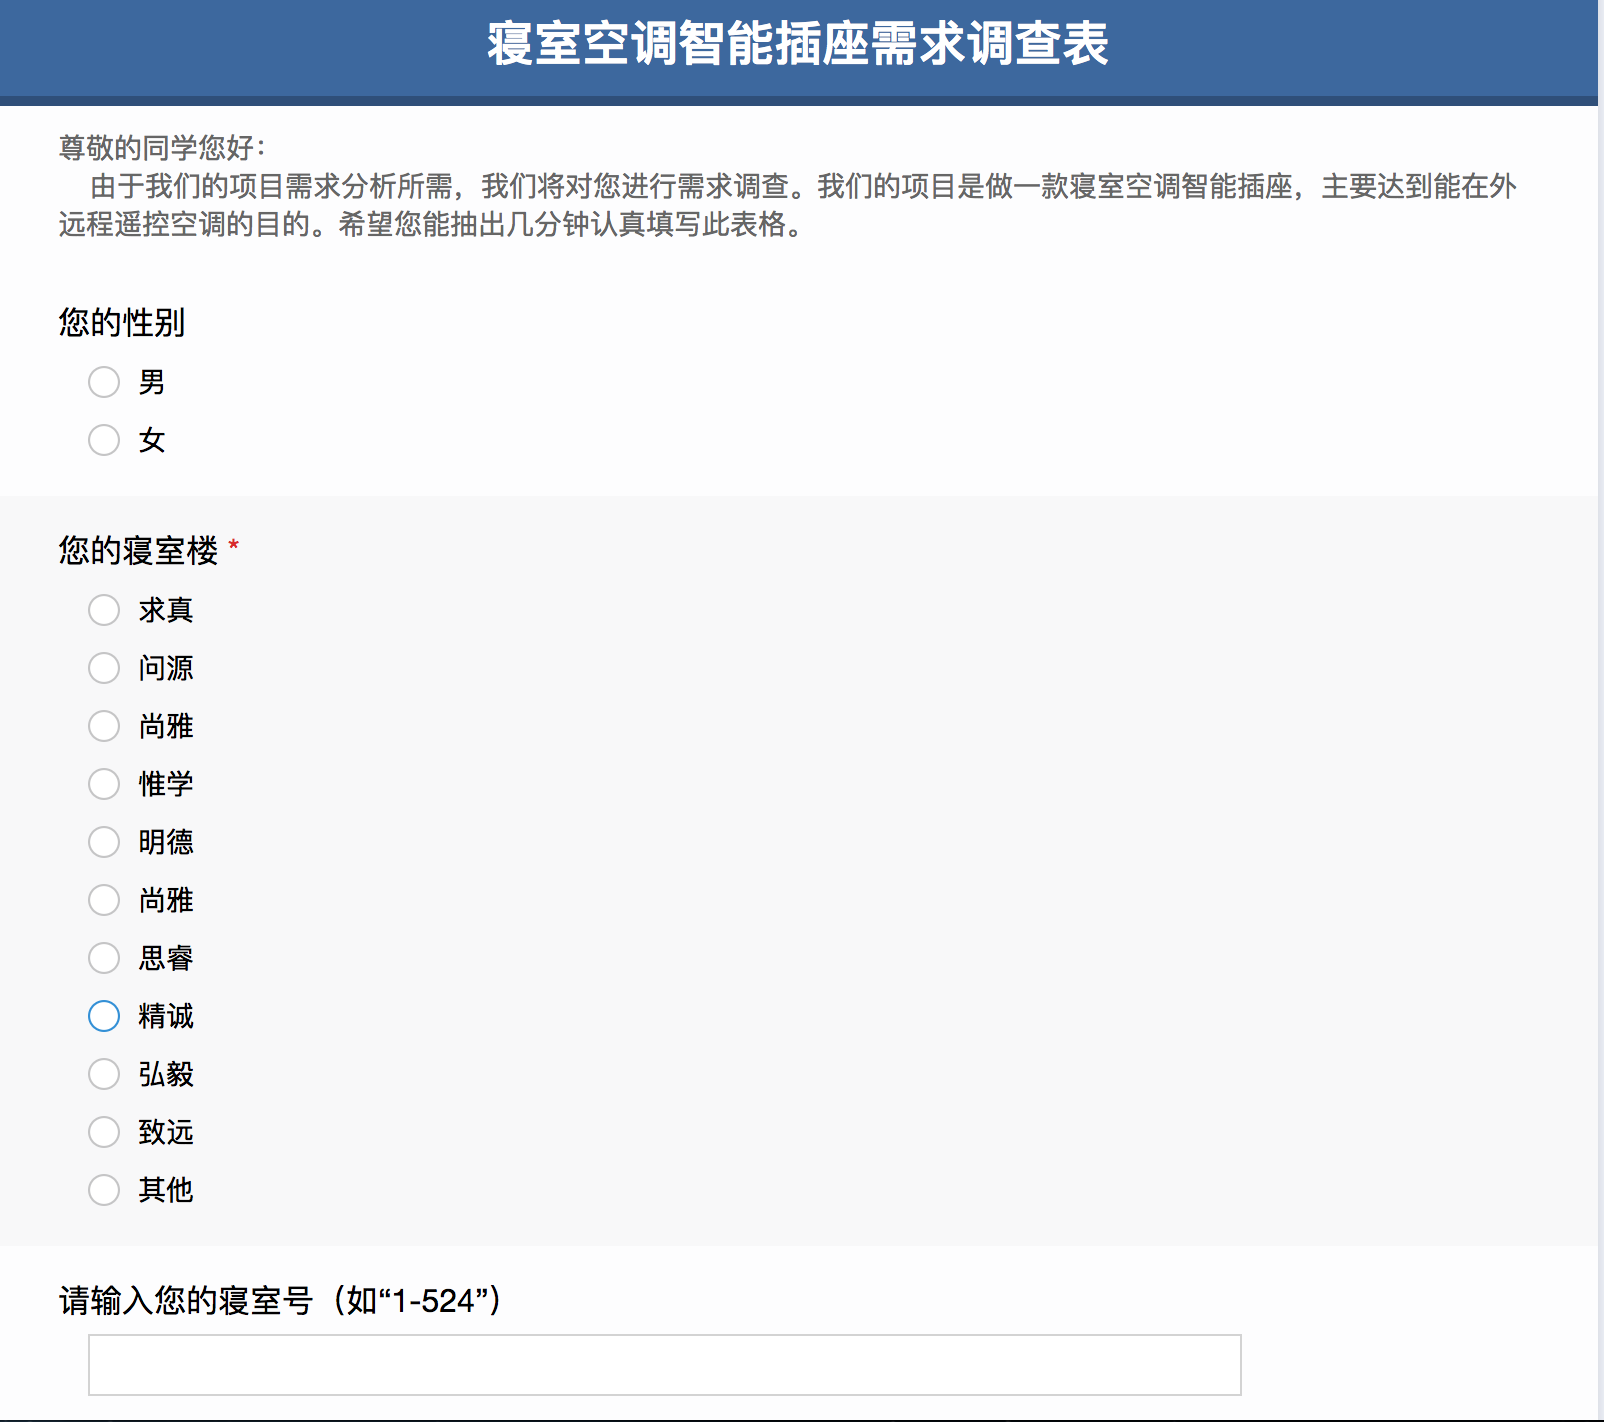 寝室空调智能插座需求调查表
尊敬的同学您好：
由于我们的项目需求分析所需，我们将对您进行需求调查。我们的项目是做一款寝室空调智能插座，主要达到能在外
远程遥控空调的目的。希望您能抽出几分钟认真填写此表格。
您的性别
男
女
您的寝室楼 *
求真
问源
尚雅
惟学
明德
尚雅
思睿
精诚
弘毅
致远
其他
请输入您的寝室号（如“1-524”）